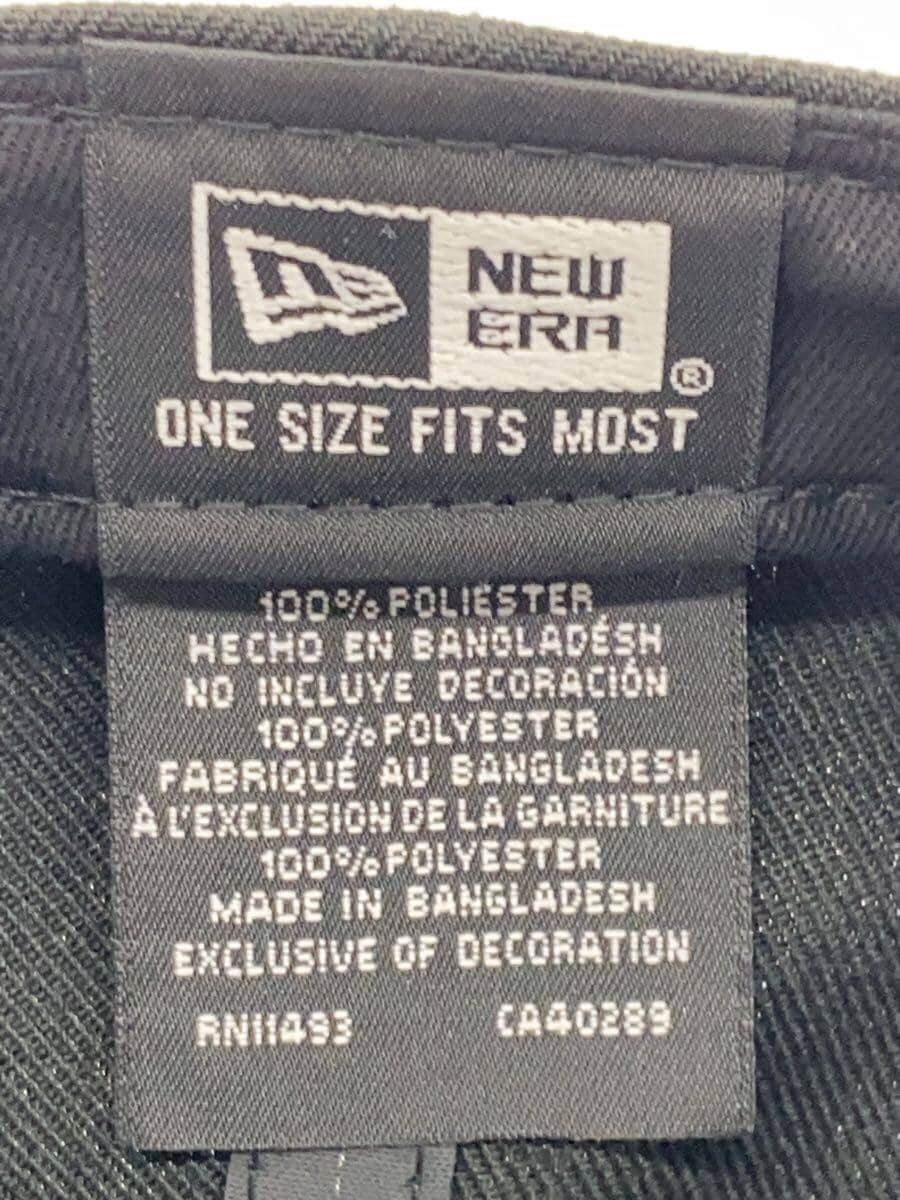 NEW
ERA
®
ONE SIZE FITS MOST
100% POLIÉSTER
HECHO EN BANGLADÉSH
NO INCLUYE DECORACIÓN
100% POLYESTER
FABRIQUÉ AU BANGLADESH
À L'EXCLUSION DE LA GARNITURE
100% POLYESTER
MADE IN BANGLADESH
EXCLUSIVE OF DECORATION
RN11493 CA40289